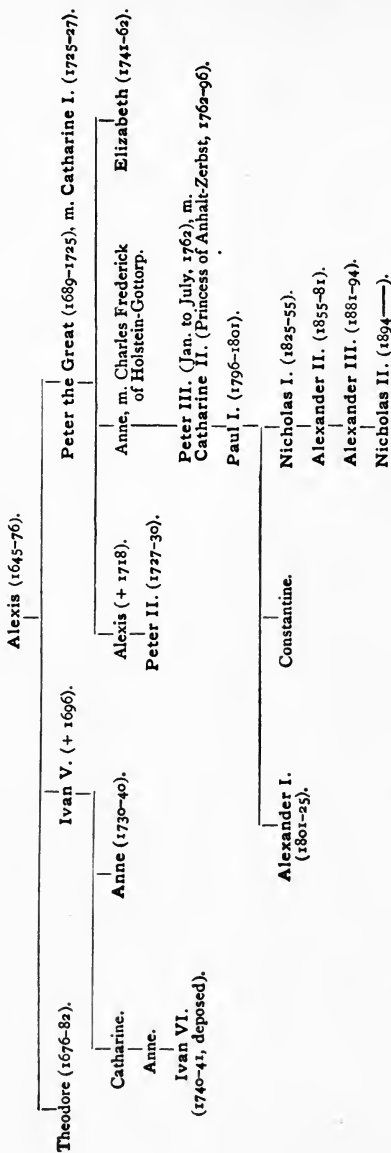 Alexis (1645-76).
Theodore (1676-82).
Ivan V. (+ 1696).
Peter the Great (1689-1725), m. Catharine I. (1725-27).
Catharine.
Anne (1730-40).
Alexis (+ 1718).
Anne, m. Charles Frederick
of Holstein-Gottorp.
Elizabeth (1741-62).
Anne.
Peter II. (1727-30).
Ivan VI.
(1740-41, deposed).
Peter III. (Jan. to July, 1762), m.
Catharine II. (Princess of Anhalt-Zerbst, 1762-96).
Paul I. (1796-1801).
Alexander I.
(1801-25).
Constantine.
Nicholas I. (1825-55).
Alexander II. (1855-81).
Alexander III. (1881-94).
Nicholas II. (1894——).